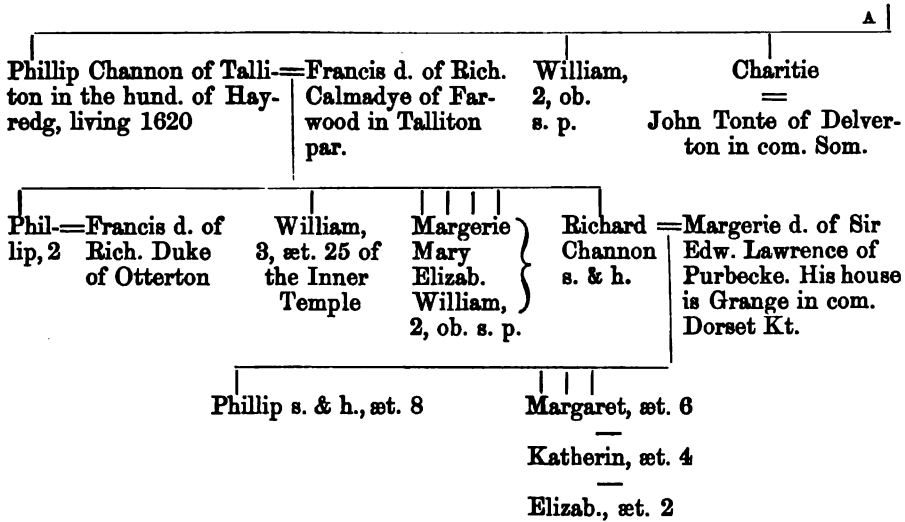 A
Phillip Channon of Talli-
ton in the hund. of Hay-
redg, living 1620
=Francis d. of Rich.
Calmadye of Far-
wood in Talliton
par.
William,
2, ob.
s. p.
Charitie
=
John Tonte of Delver-
ton in com. Som.
Phil-
lip, 2
=Francis d. of
Rich. Duke
of Otterton
William,
3, æt. 25 of
the Inner
Temple
Margerie
Mary
Elizab.
William,
2, ob. s. p.
Richard
Channon
s. & h.
=Margerie d. of Sir
Edw. Lawrence of
Purbecke. His house
is Grange in com.
Dorset Kt.
Phillip s. & h., æt. 8
Margaret, æt. 6
Katherin, æt. 4
Elizab., æt. 2